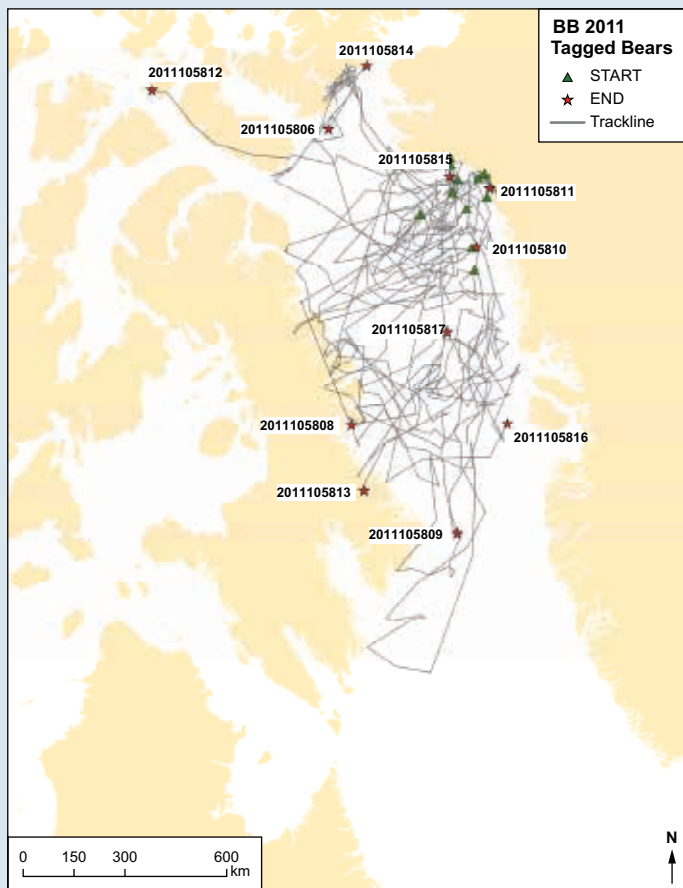 BB 2011
Tagged Bears
START
END
Trackline
2011105814
2011105812
2011105806
2011105815
2011105811
2011105810
2011105817
2011105808
2011105816
2011105813
2011105809
0 150 300 600
km
N